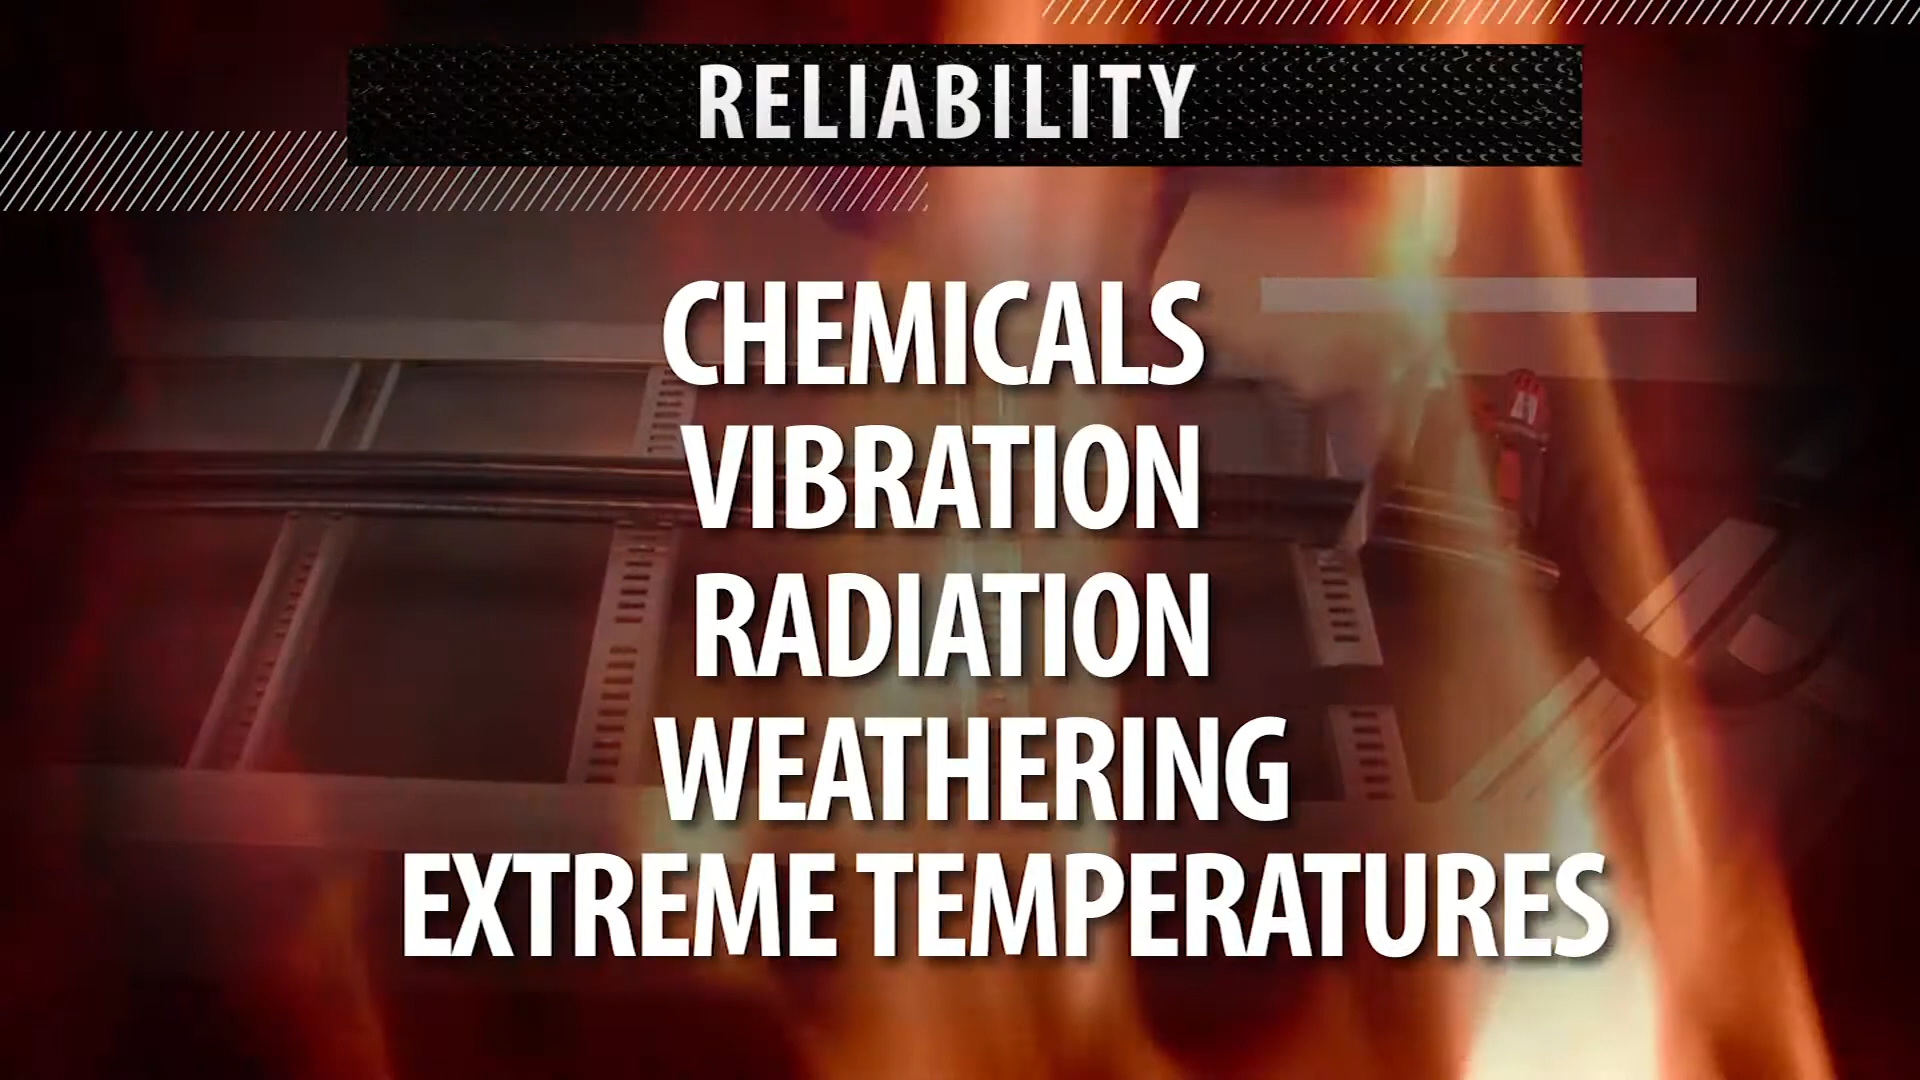 RELIABILITY
CHEMICALS
VIBRATION
RADIATION
WEATHERING
EXTREME TEMPERATURES